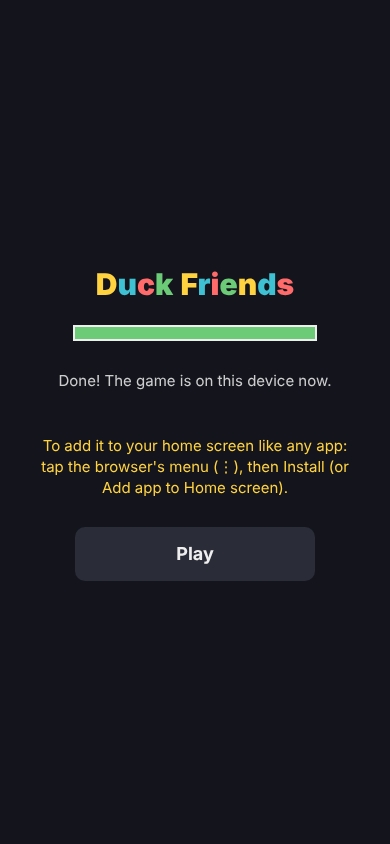 Duck Friends
Done! The game is on this device now.
To add it to your home screen like any app:
tap the browser's menu (⋮), then Install (or
Add app to Home screen).
Play